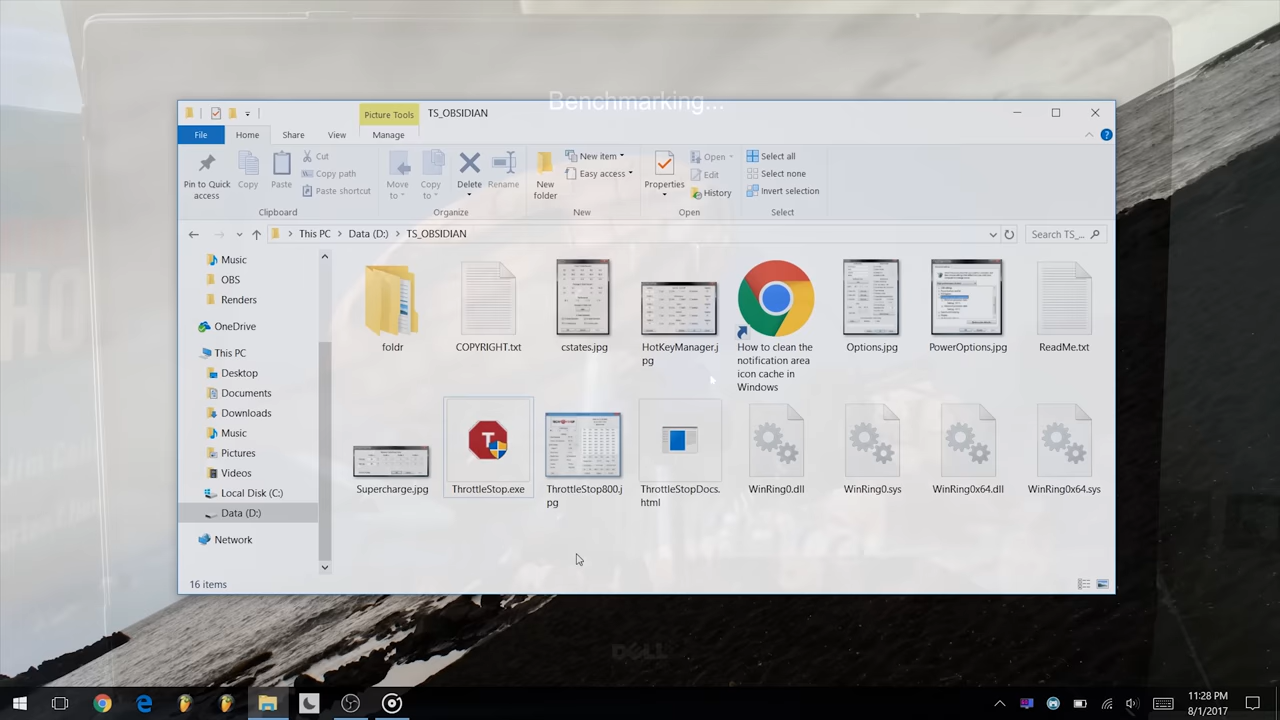 Benchmarking...
Picture Tools
TS_OBSIDIAN
File
Home
Share
View
Manage
Pin to Quick
access
Copy
Paste
Cut
Copy path
Paste shortcut
Clipboard
Move
to
Copy
to
Delete
Rename
Organize
New
folder
New item
Easy access
New
Properties
Open
Edit
History
Open
Select all
Select none
Invert selection
Select
This PC
Data (D:)
TS_OBSIDIAN
Search TS_...
Music
OBS
Renders
OneDrive
This PC
Desktop
Documents
Downloads
Music
Pictures
Videos
Local Disk (C:)
Data (D:)
Network
foldr
COPYRIGHT.txt
cstates.jpg
HotKeyManager.j
pg
How to clean the
notification area
icon cache in
Windows
Options.jpg
PowerOptions.jpg
ReadMe.txt
Supercharge.jpg
T
ThrottleStop.exe
ThrottleStop800.j
pg
ThrottleStopDocs.
html
WinRing0.dll
WinRing0.sys
WinRing0x64.dll
WinRing0x64.sys
16 items
DELL
11:28 PM
8/1/2017